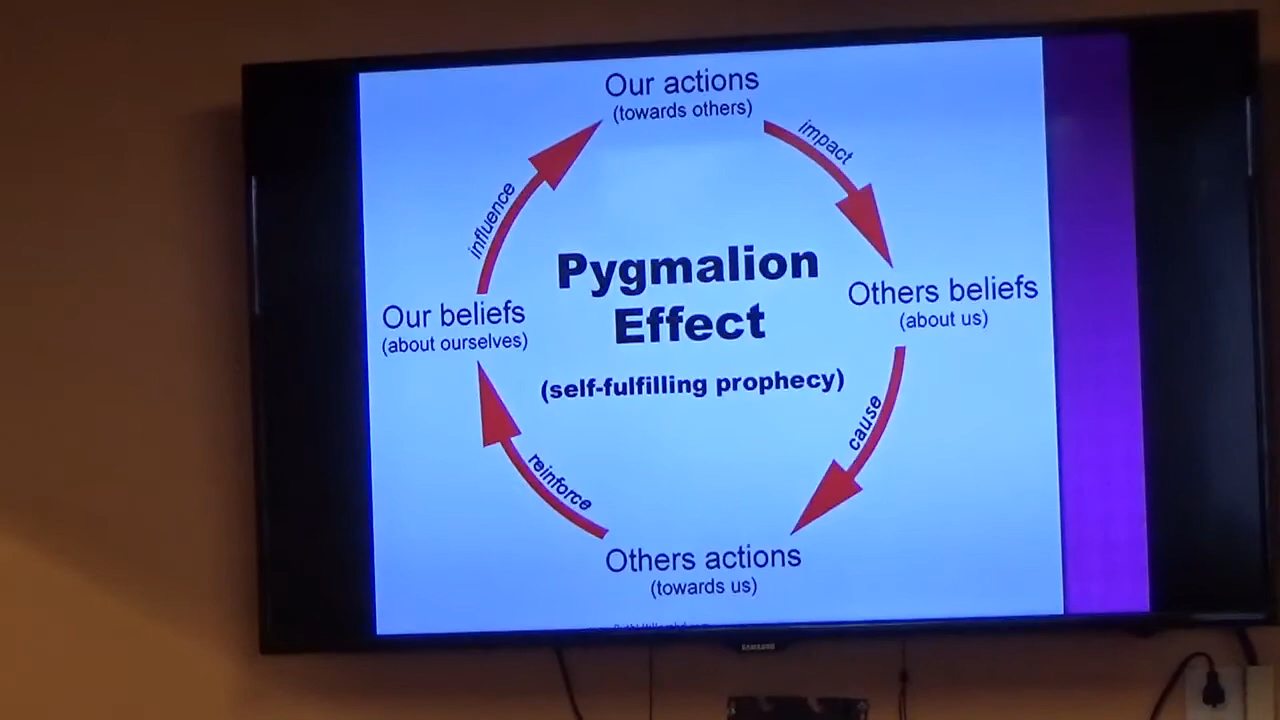 Our actions
(towards others)
impact
influence
Pygmalion
Effect
(self-fulfilling prophecy)
Others beliefs
(about us)
Our beliefs
(about ourselves)
cause
reinforce
Others actions
(towards us)
SAMSUNG